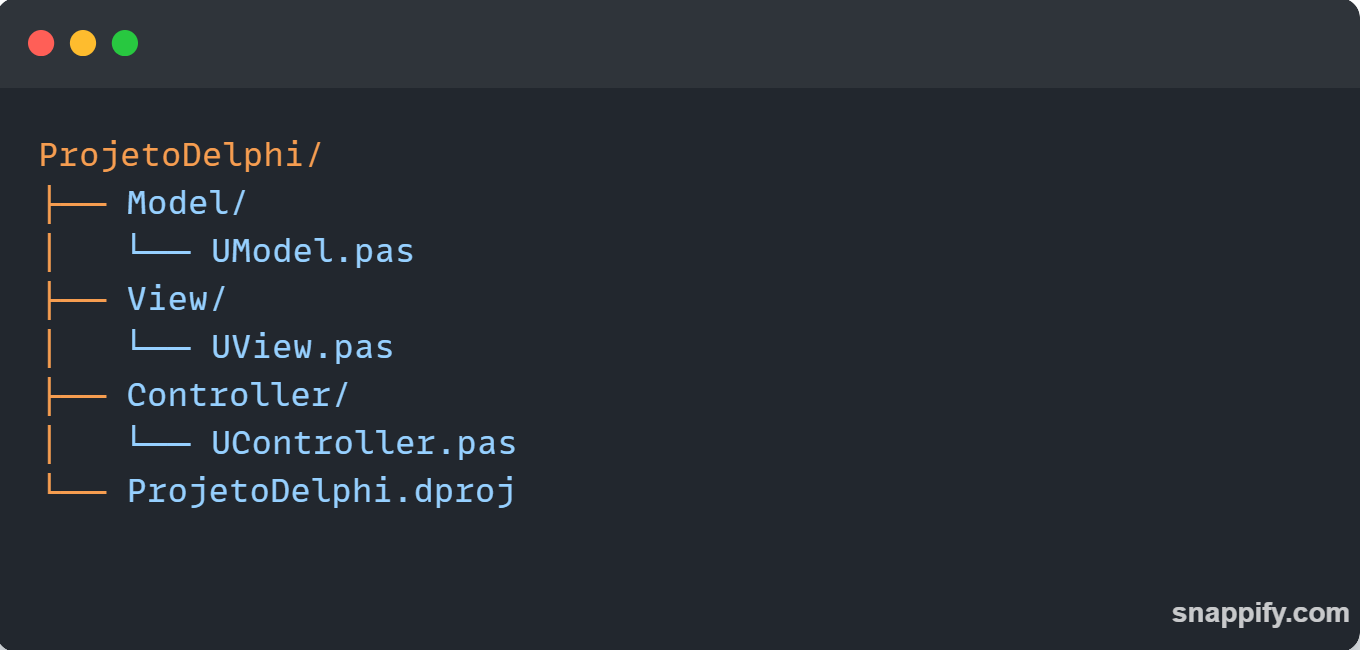 ProjetoDelphi/
├── Model/
│   └── UModel.pas
├── View/
│   └── UView.pas
├── Controller/
│   └── UController.pas
└── ProjetoDelphi.dproj
snappify.com